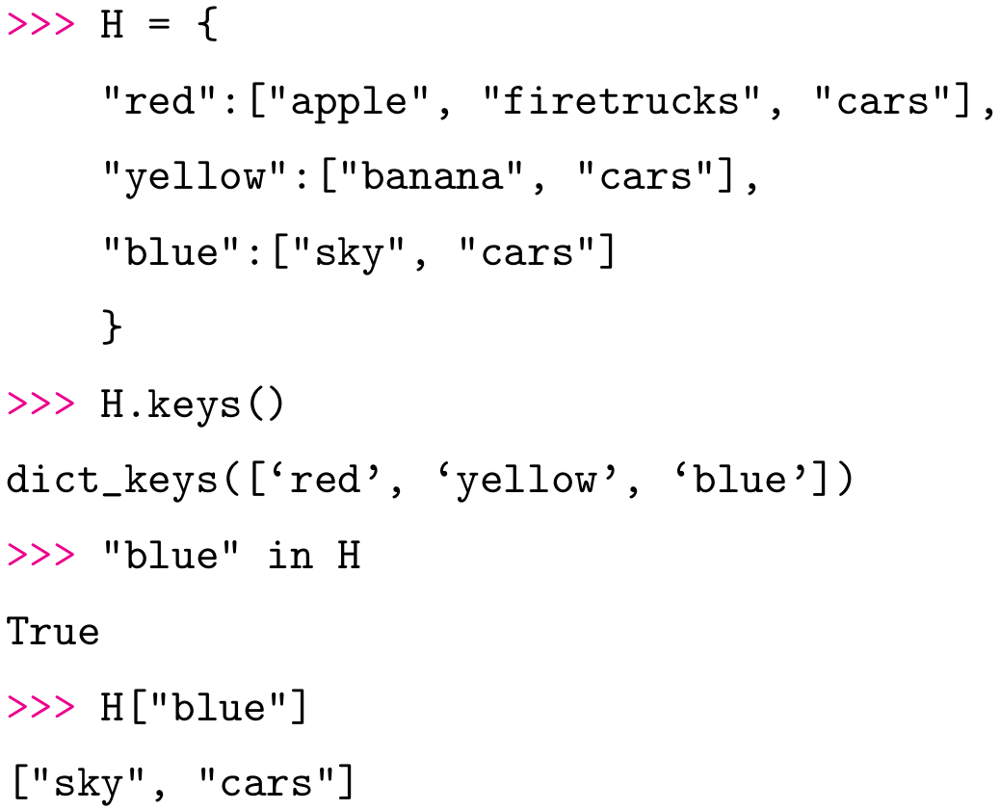 >>> H = {
"red":["apple", "firetrucks", "cars"],
"yellow":["banana", "cars"],
"blue":["sky", "cars"]
}
>>> H.keys()
dict_keys([‘red’, ‘yellow’, ‘blue’])
>>> "blue" in H
True
>>> H["blue"]
["sky", "cars"]